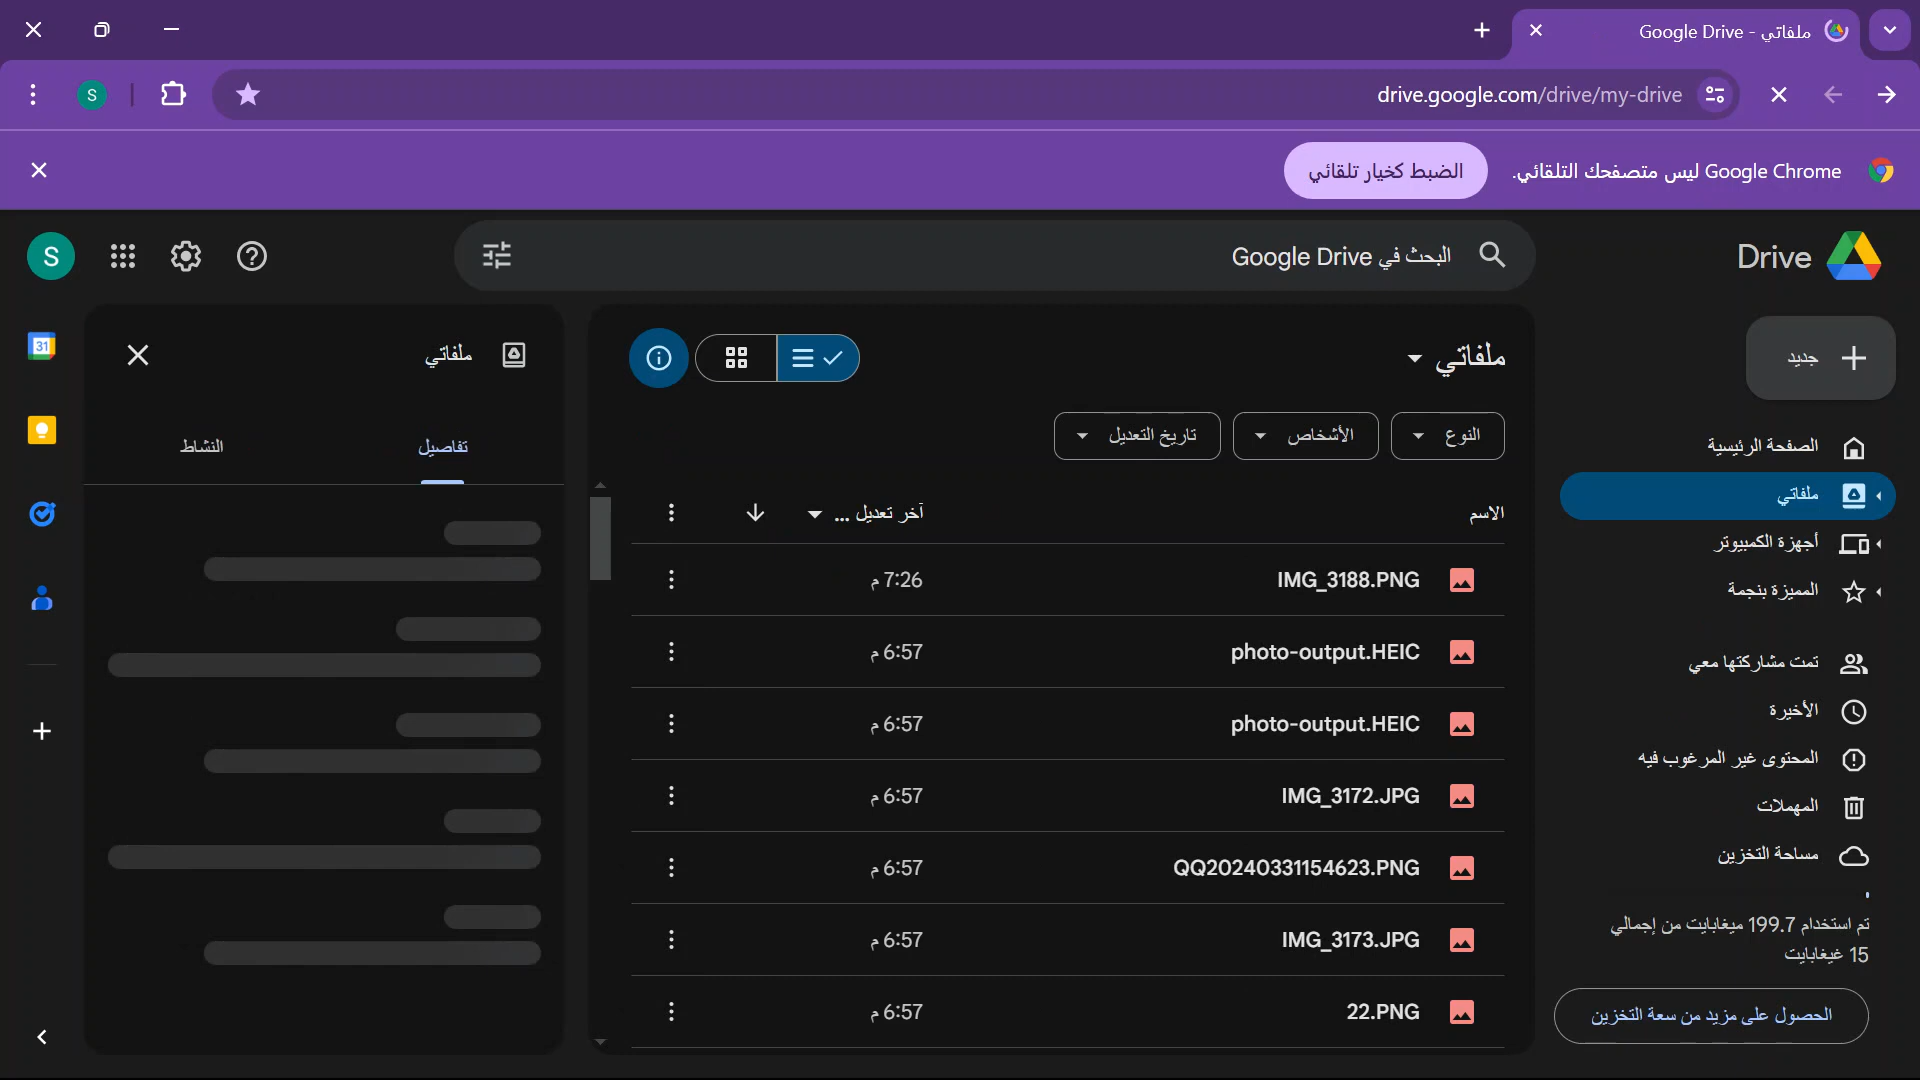 ملفاتي - Google Drive
drive.google.com/drive/my-drive
S
Google Chrome ليس متصفحك التلقائي.
الضبط كخيار تلقائي
Drive
البحث في Google Drive
S
جديد
الصفحة الرئيسية
ملفاتي
أجهزة الكمبيوتر
المميزة بنجمة
تمت مشاركتها معي
الأخيرة
المحتوى غير المرغوب فيه
المهملات
مساحة التخزين
تم استخدام 199.7 ميغابايت من إجمالي
15 غيغابايت
الحصول على مزيد من سعة التخزين
ملفاتي
النوع
الأشخاص
تاريخ التعديل
الاسم
آخر تعديل ...
IMG_3188.PNG
7:26 م
photo-output.HEIC
6:57 م
photo-output.HEIC
6:57 م
IMG_3172.JPG
6:57 م
QQ20240331154623.PNG
6:57 م
IMG_3173.JPG
6:57 م
22.PNG
6:57 م
ملفاتي
تفاصيل
النشاط
31